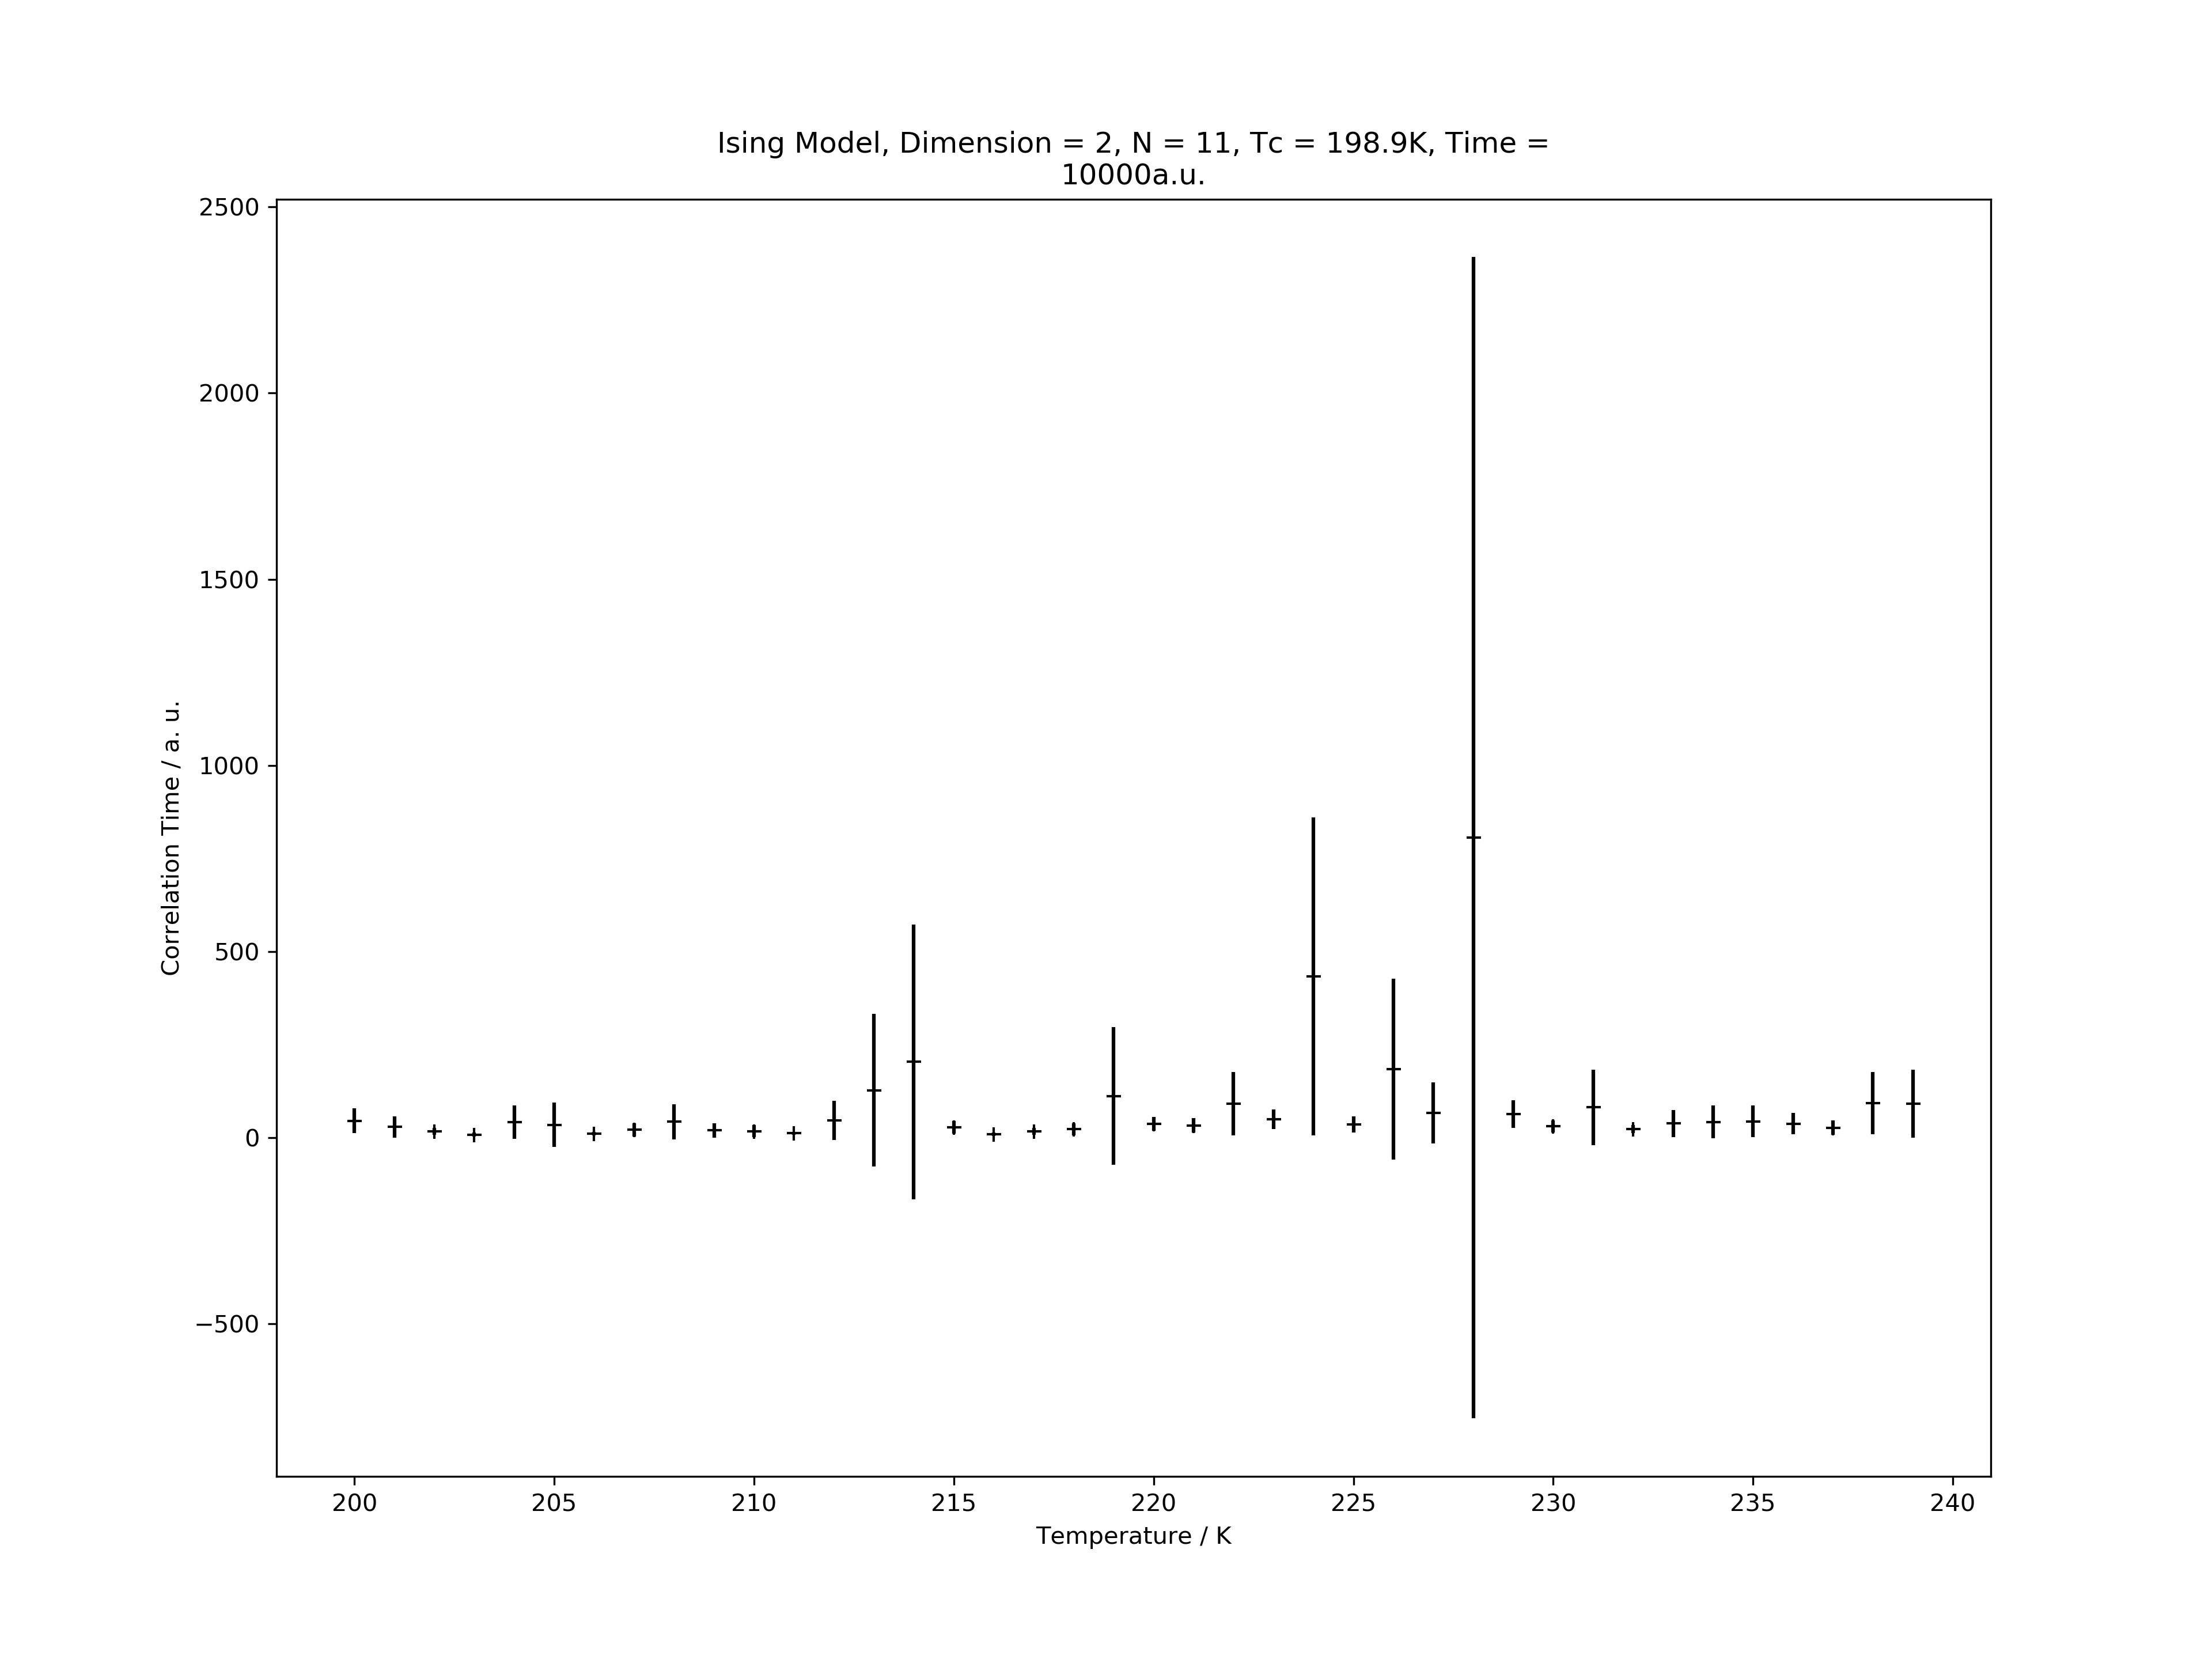 Ising Model, Dimension = 2, N = 11, Tc = 198.9K, Time =
10000a.u.
2500
2000
1500
1000
500
0
−500
Correlation Time / a. u.
200 205 210 215 220 225 230 235 240
Temperature / K